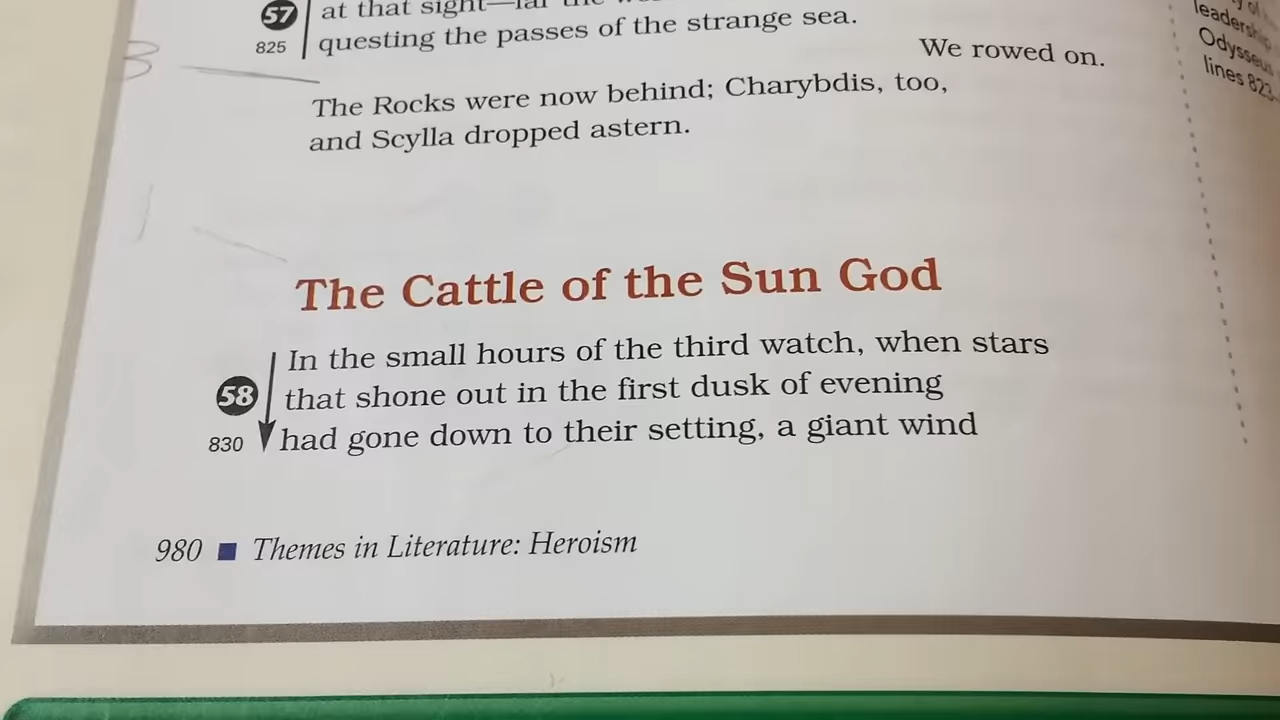 57
at that sight—far the
questing the passes of the strange sea.
825
We rowed on.
The Rocks were now behind; Charybdis, too,
and Scylla dropped astern.
The Cattle of the Sun God
In the small hours of the third watch, when stars
58
that shone out in the first dusk of evening
830
had gone down to their setting, a giant wind
980 ■ Themes in Literature: Heroism
leadership
Odysseus
lines 823